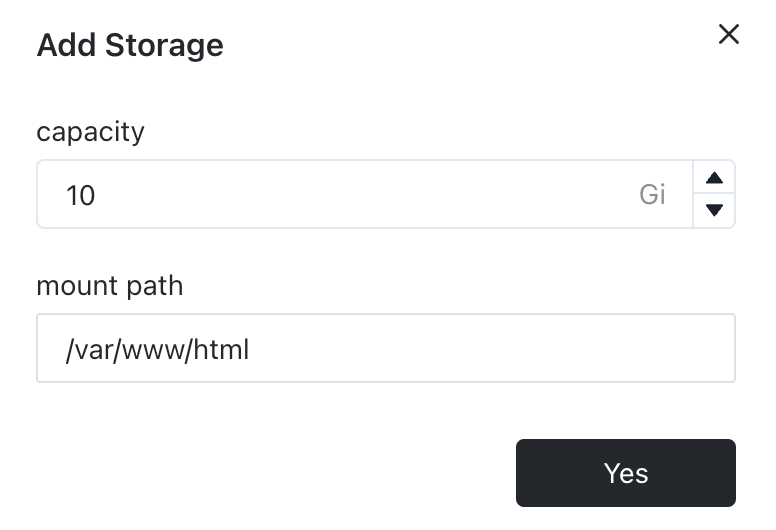 Add Storage
capacity
10 Gi
mount path
/var/www/html
Yes